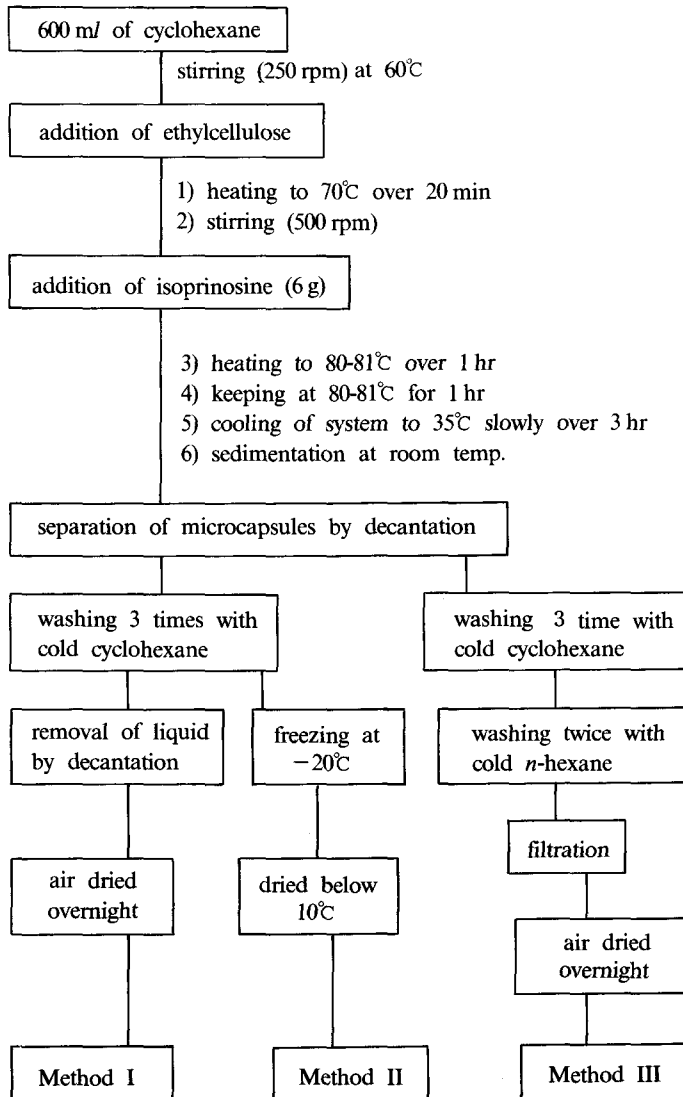 600 ml of cyclohexane
stirring (250 rpm) at 60℃
addition of ethylcellulose
1) heating to 70℃ over 20 min
2) stirring (500 rpm)
addition of isoprinosine (6 g)
3) heating to 80-81℃ over 1 hr
4) keeping at 80-81℃ for 1 hr
5) cooling of system to 35℃ slowly over 3 hr
6) sedimentation at room temp.
separation of microcapsules by decantation
washing 3 times with
cold cyclohexane
washing 3 time with
cold cyclohexane
removal of liquid
by decantation
freezing at
−20℃
washing twice with
cold n-hexane
filtration
air dried
overnight
dried below
10℃
air dried
overnight
Method I
Method II
Method III